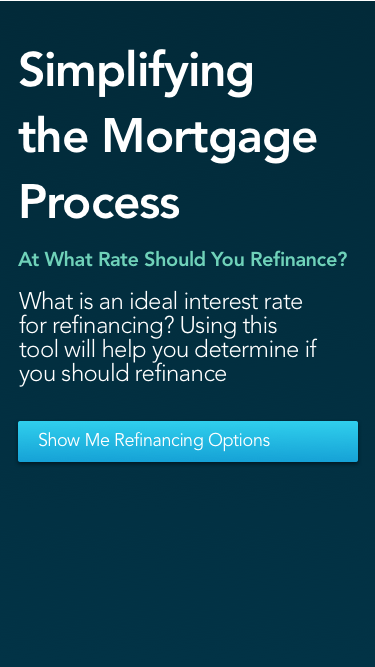 Simplifying
the Mortgage
Process
At What Rate Should You Refinance?
What is an ideal interest rate
for refinancing? Using this
tool will help you determine if
you should refinance
Show Me Refinancing Options